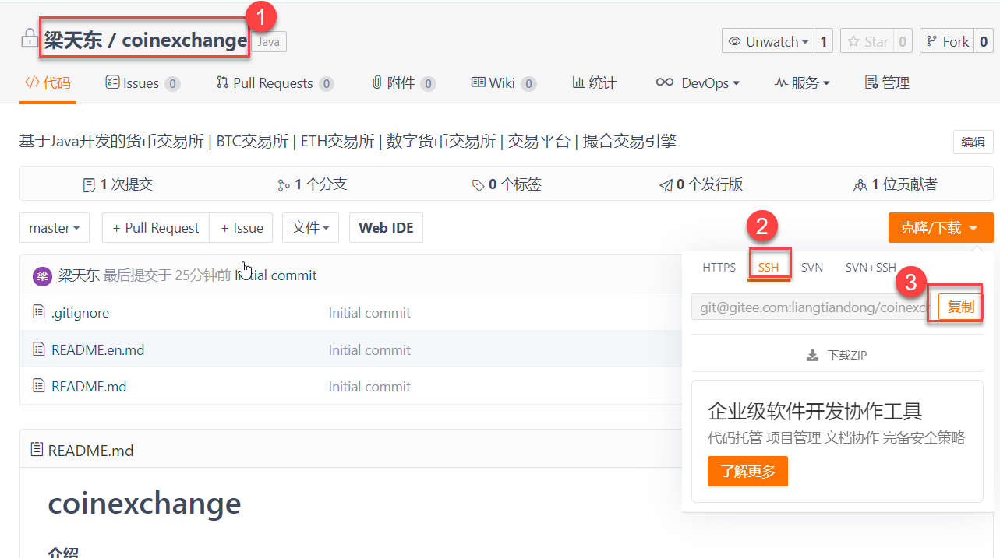 1
梁天东 / coinexchange Java
Unwatch 1 Star 0 Fork 0
代码 Issues 0 Pull Requests 0 附件 0 Wiki 0 统计 DevOps 服务 管理
基于Java开发的货币交易所 | BTC交易所 | ETH交易所 | 数字货币交易所 | 交易平台 | 撮合交易引擎 编辑
1 次提交 1 个分支 0 个标签 0 个发行版 1 位贡献者
master + Pull Request + Issue 文件 Web IDE 克隆/下载
2
HTTPS SSH SVN SVN+SSH
梁 梁天东 最后提交于 25分钟前 Initial commit
3
git@gitee.com:liangtiandong/coinexc 复制
.gitignore Initial commit
README.en.md Initial commit
下载ZIP
README.md Initial commit
企业级软件开发协作工具
代码托管 项目管理 文档协作 完备安全策略
了解更多
README.md
coinexchange
介绍